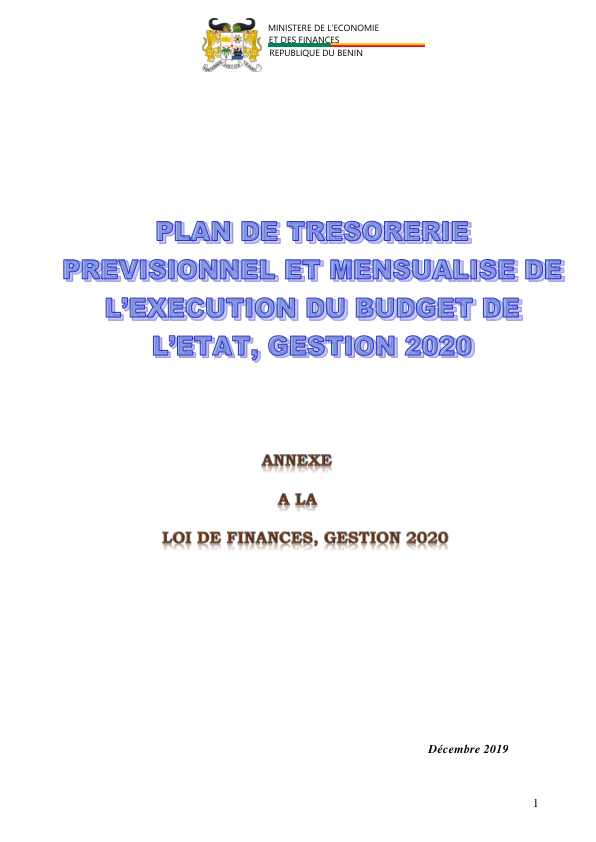 MINISTERE DE L'ECONOMIE
ET DES FINANCES
REPUBLIQUE DU BENIN
PLAN DE TRESORERIE
PREVISIONNEL ET MENSUALISE DE
L'EXECUTION DU BUDGET DE
L'ETAT, GESTION 2020
ANNEXE
A LA
LOI DE FINANCES, GESTION 2020
Décembre 2019
1